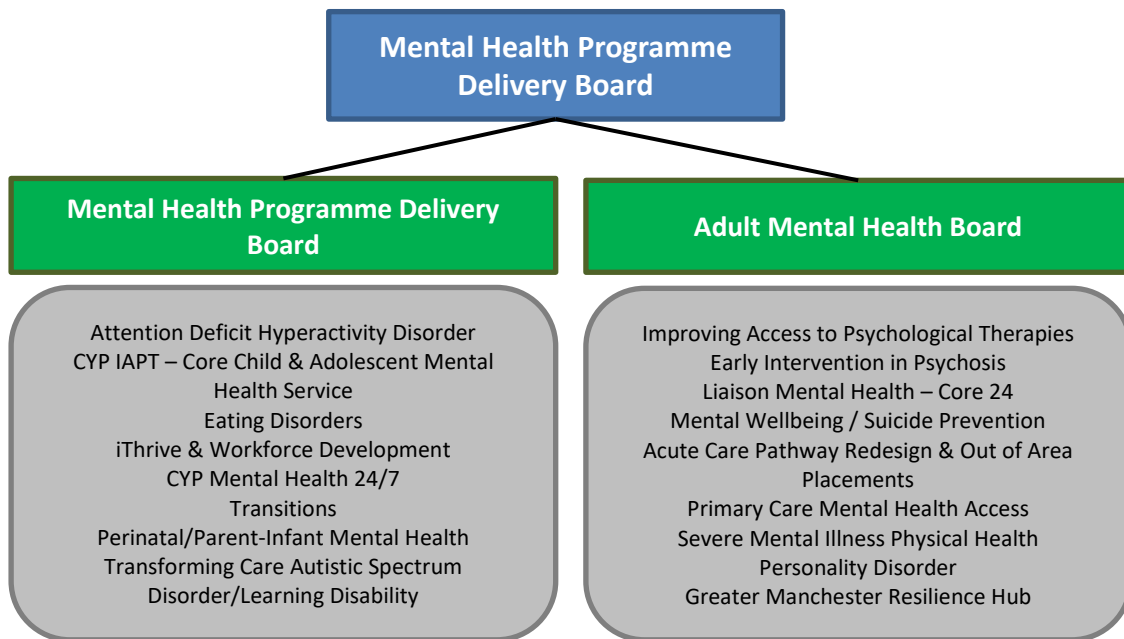 Mental Health Programme
Delivery Board
Mental Health Programme Delivery
Board
Attention Deficit Hyperactivity Disorder
CYP IAPT – Core Child & Adolescent Mental
Health Service
Eating Disorders
iThrive & Workforce Development
CYP Mental Health 24/7
Transitions
Perinatal/Parent-Infant Mental Health
Transforming Care Autistic Spectrum
Disorder/Learning Disability
Adult Mental Health Board
Improving Access to Psychological Therapies
Early Intervention in Psychosis
Liaison Mental Health – Core 24
Mental Wellbeing / Suicide Prevention
Acute Care Pathway Redesign & Out of Area
Placements
Primary Care Mental Health Access
Severe Mental Illness Physical Health
Personality Disorder
Greater Manchester Resilience Hub